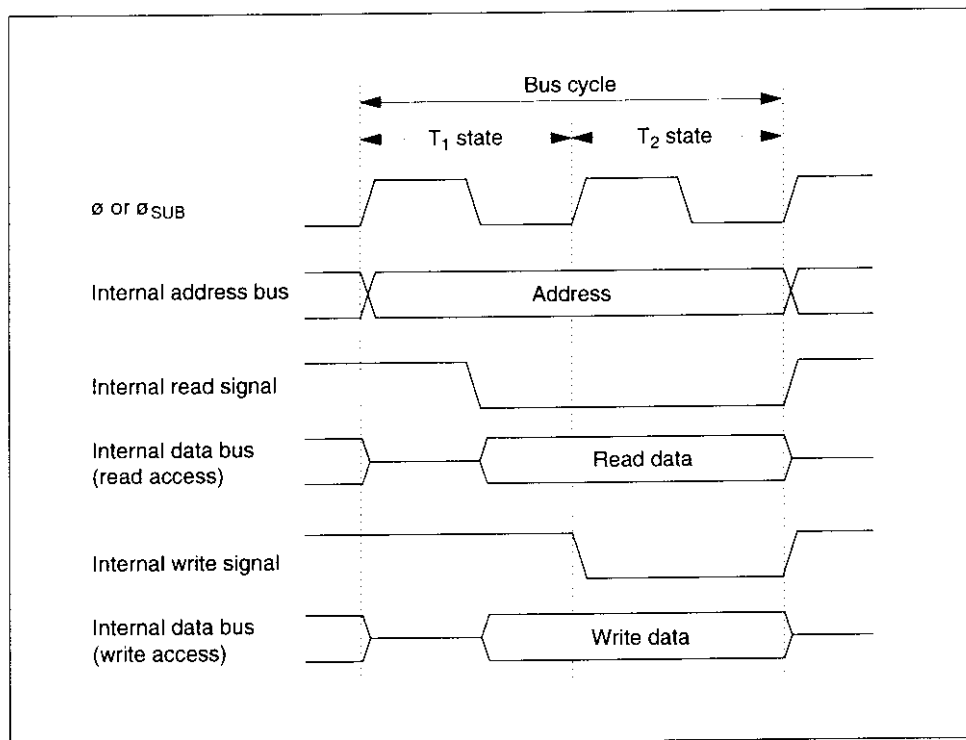 Bus cycle
T₁ state
T₂ state
ø or øSUB
Internal address bus
Address
Internal read signal
Internal data bus
(read access)
Read data
Internal write signal
Internal data bus
(write access)
Write data